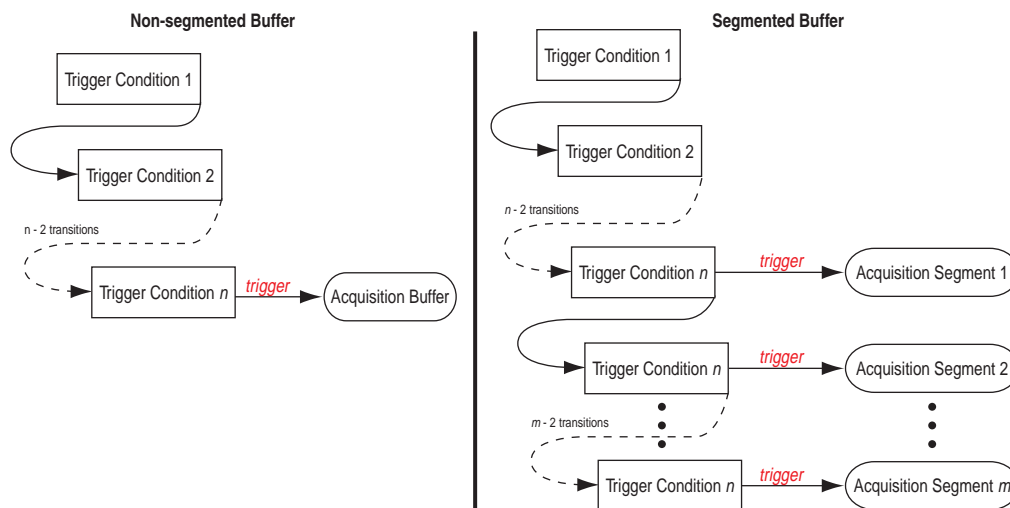 Non-segmented Buffer
Trigger Condition 1
Trigger Condition 2
n - 2 transitions
Trigger Condition n
trigger
Acquisition Buffer
Segmented Buffer
Trigger Condition 1
Trigger Condition 2
n - 2 transitions
Trigger Condition n
trigger
Acquisition Segment 1
Trigger Condition n
trigger
Acquisition Segment 2
m - 2 transitions
Trigger Condition n
trigger
Acquisition Segment m